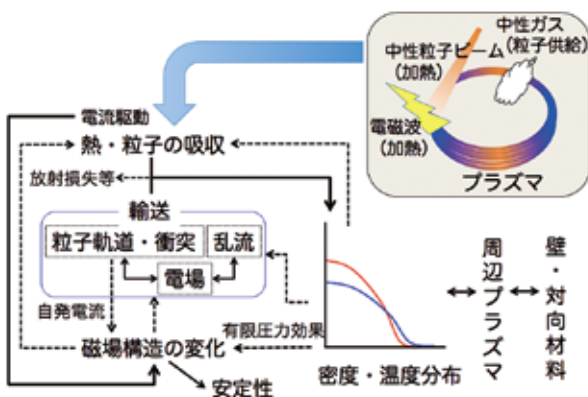 中性ガス
(粒子供給)
中性粒子ビーム
(加熱)
電磁波
(加熱)
プラズマ
電流駆動
熱・粒子の吸収
放射損失等
輸送
粒子軌道・衝突
乱流
電場
自発電流
有限圧力効果
磁場構造の変化
安定性
密度・温度分布
周辺プラズマ
壁・対向材料